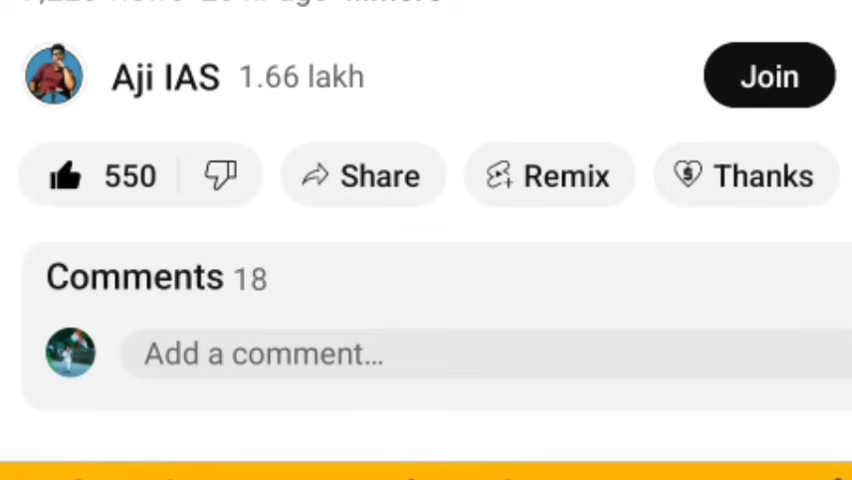 Aji IAS 1.66 lakh Join
550 Share Remix Thanks
Comments 18
Add a comment...